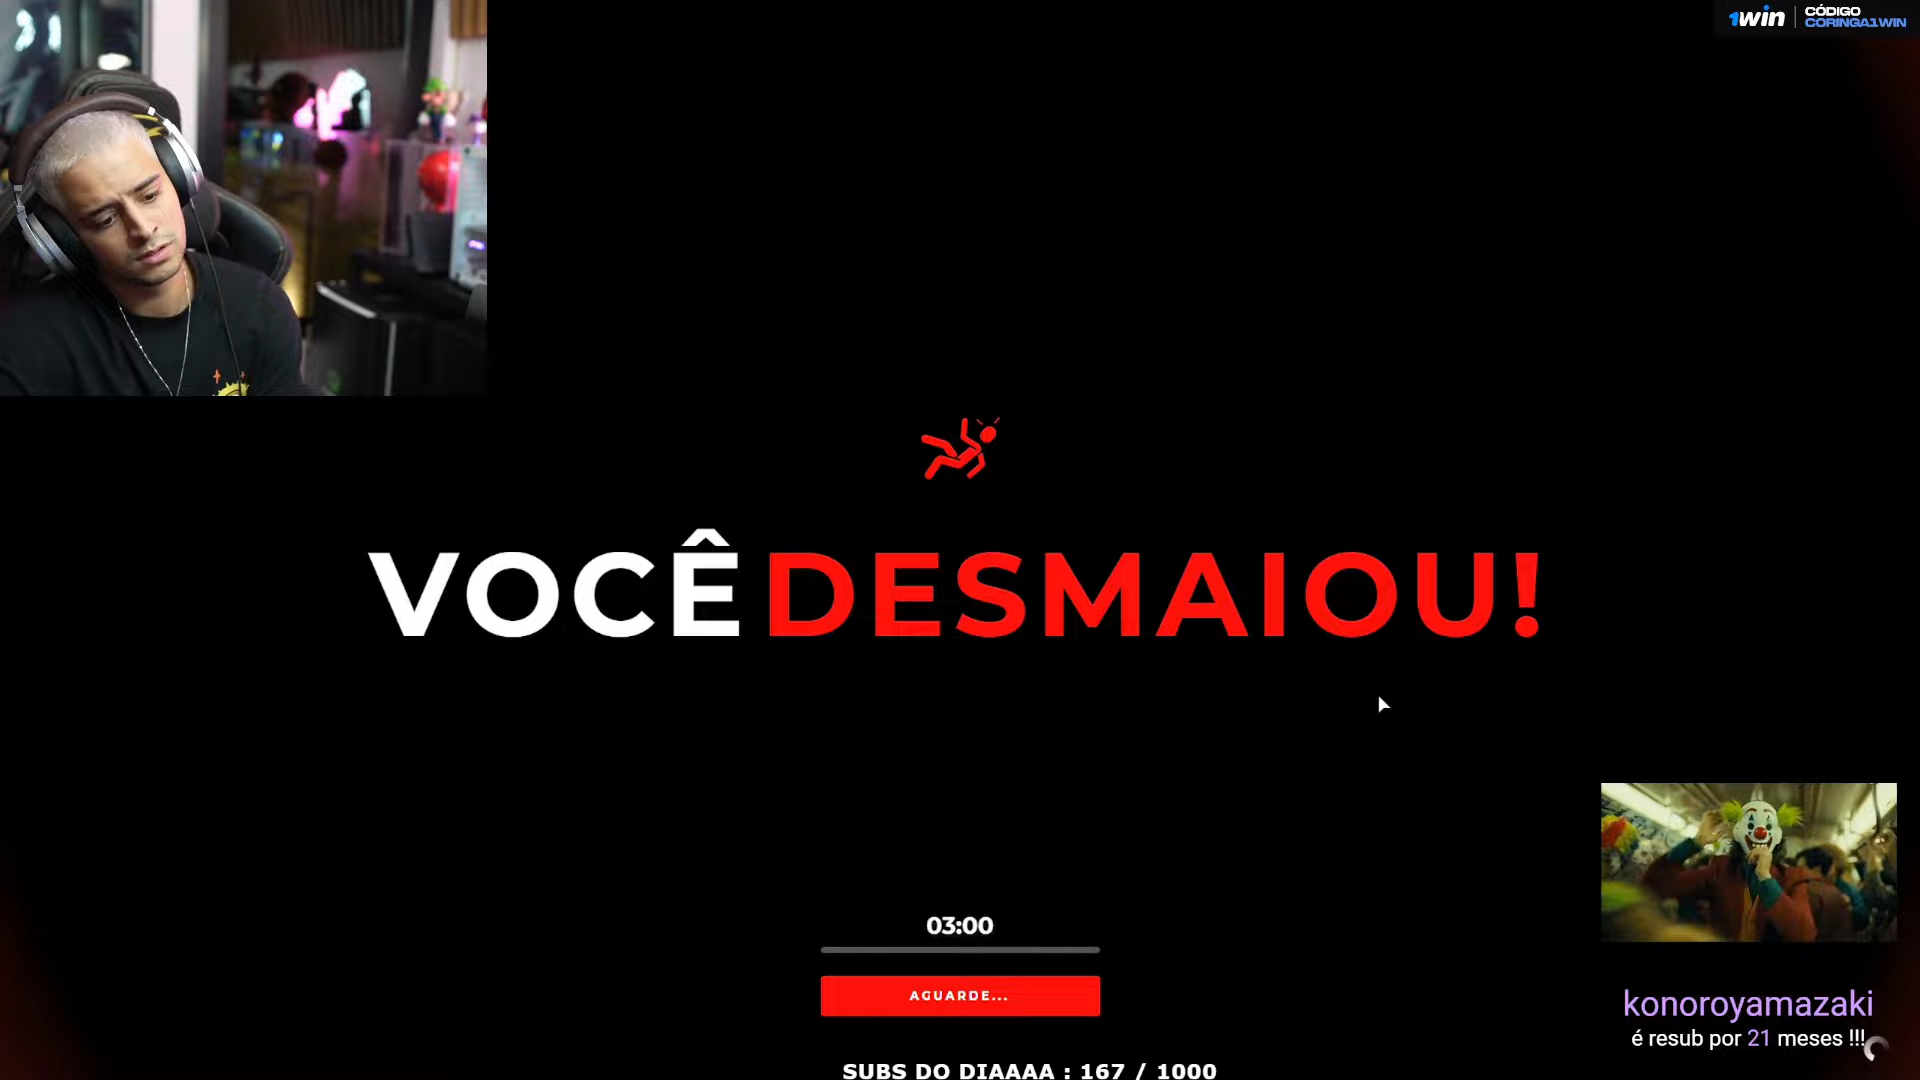 1win
CÓDIGO
CORINGA1WIN
VOCÊ DESMAIOU!
03:00
AGUARDE...
konoroyamazaki
é resub por 21 meses !!!
SUBS DO DIAAAA : 167 / 1000